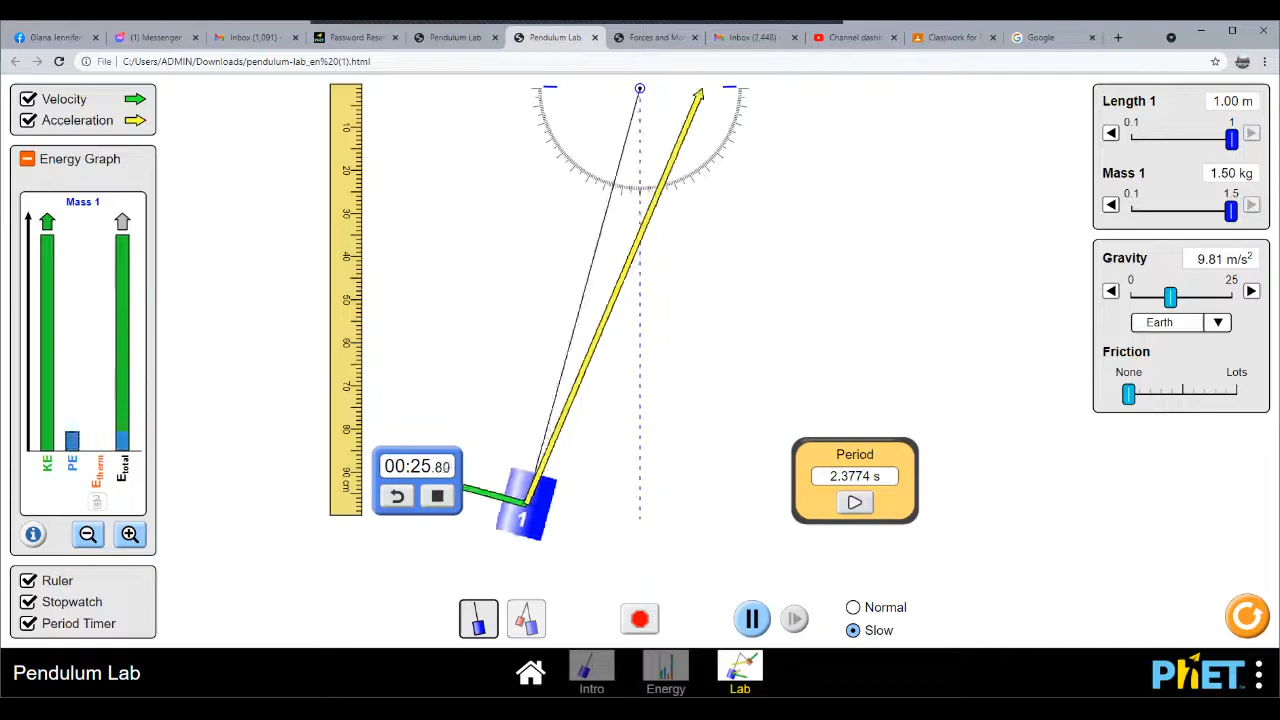 Diana Jennifer
(1) Messenger
Inbox (1,091)
Password Rese
Pendulum Lab
Pendulum Lab
Forces and Mo
Inbox (7,448)
Channel dashb
Classwork for F
Google
File C:/Users/ADMIN/Downloads/pendulum-lab_en%20(1).html
Velocity
Acceleration
Energy Graph
Mass 1
KE
PE
Etherm
Etotal
Ruler
Stopwatch
Period Timer
10
20
30
40
50
60
70
80
90 cm
00:25.80
1
Period
2.3774 s
Length 1 1.00 m
0.1 1
Mass 1 1.50 kg
0.1 1.5
Gravity 9.81 m/s²
0 25
Earth
Friction
None Lots
Normal
Slow
Pendulum Lab
Intro
Energy
Lab
PhET